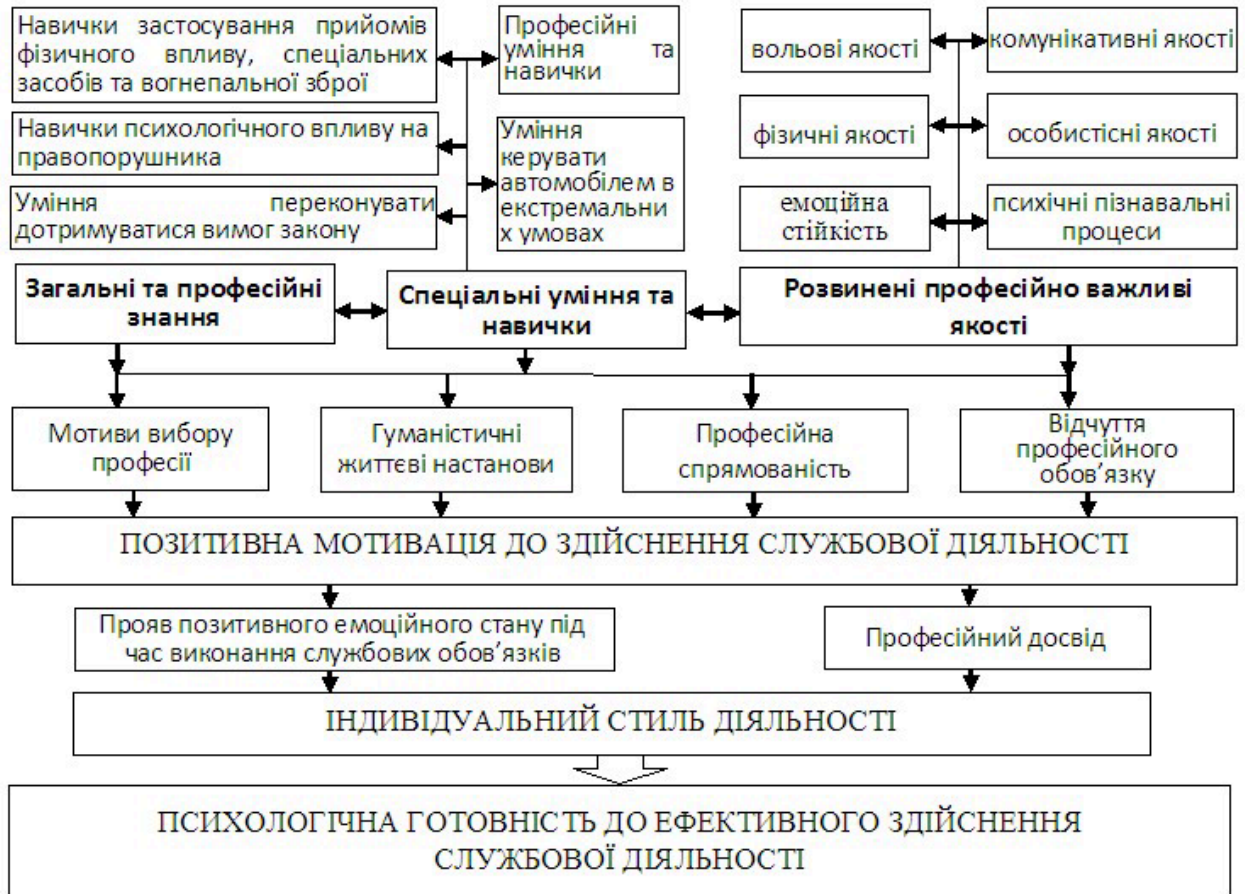 Навички застосування прийомів
фізичного впливу, спеціальних
засобів та вогнепальної зброї
Професійні
уміння та
навички
вольові якості
комунікативні якості
Навички психологічного впливу на
правопорушника
Уміння
керувати
автомобілем в
екстремальни
х умовах
фізичні якості
особистісні якості
Уміння переконувати
дотримуватися вимог закону
емоційна
стійкість
психічні пізнавальні
процеси
Загальні та професійні
знання
Спеціальні уміння та
навички
Розвинені професійно важливі
якості
Мотиви вибору
професії
Гуманістичні
життєві настанови
Професійна
спрямованість
Відчуття
професійного
обов’язку
ПОЗИТИВНА МОТИВАЦІЯ ДО ЗДІЙСНЕННЯ СЛУЖБОВОЇ ДІЯЛЬНОСТІ
Прояв позитивного емоційного стану під
час виконання службових обов’язків
Професійний досвід
ІНДИВІДУАЛЬНИЙ СТИЛЬ ДІЯЛЬНОСТІ
ПСИХОЛОГІЧНА ГОТОВНІСТЬ ДО ЕФЕКТИВНОГО ЗДІЙСНЕННЯ
СЛУЖБОВОЇ ДІЯЛЬНОСТІ